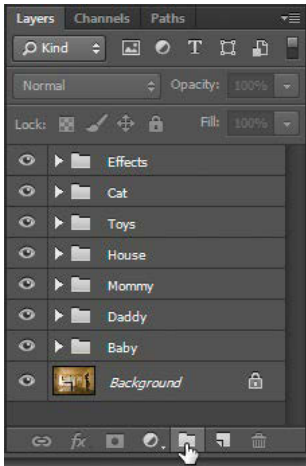 Layers Channels Paths
Kind
Normal Opacity: 100%
Lock: Fill: 100%
Effects
Cat
Toys
House
Mommy
Daddy
Baby
Background
fx